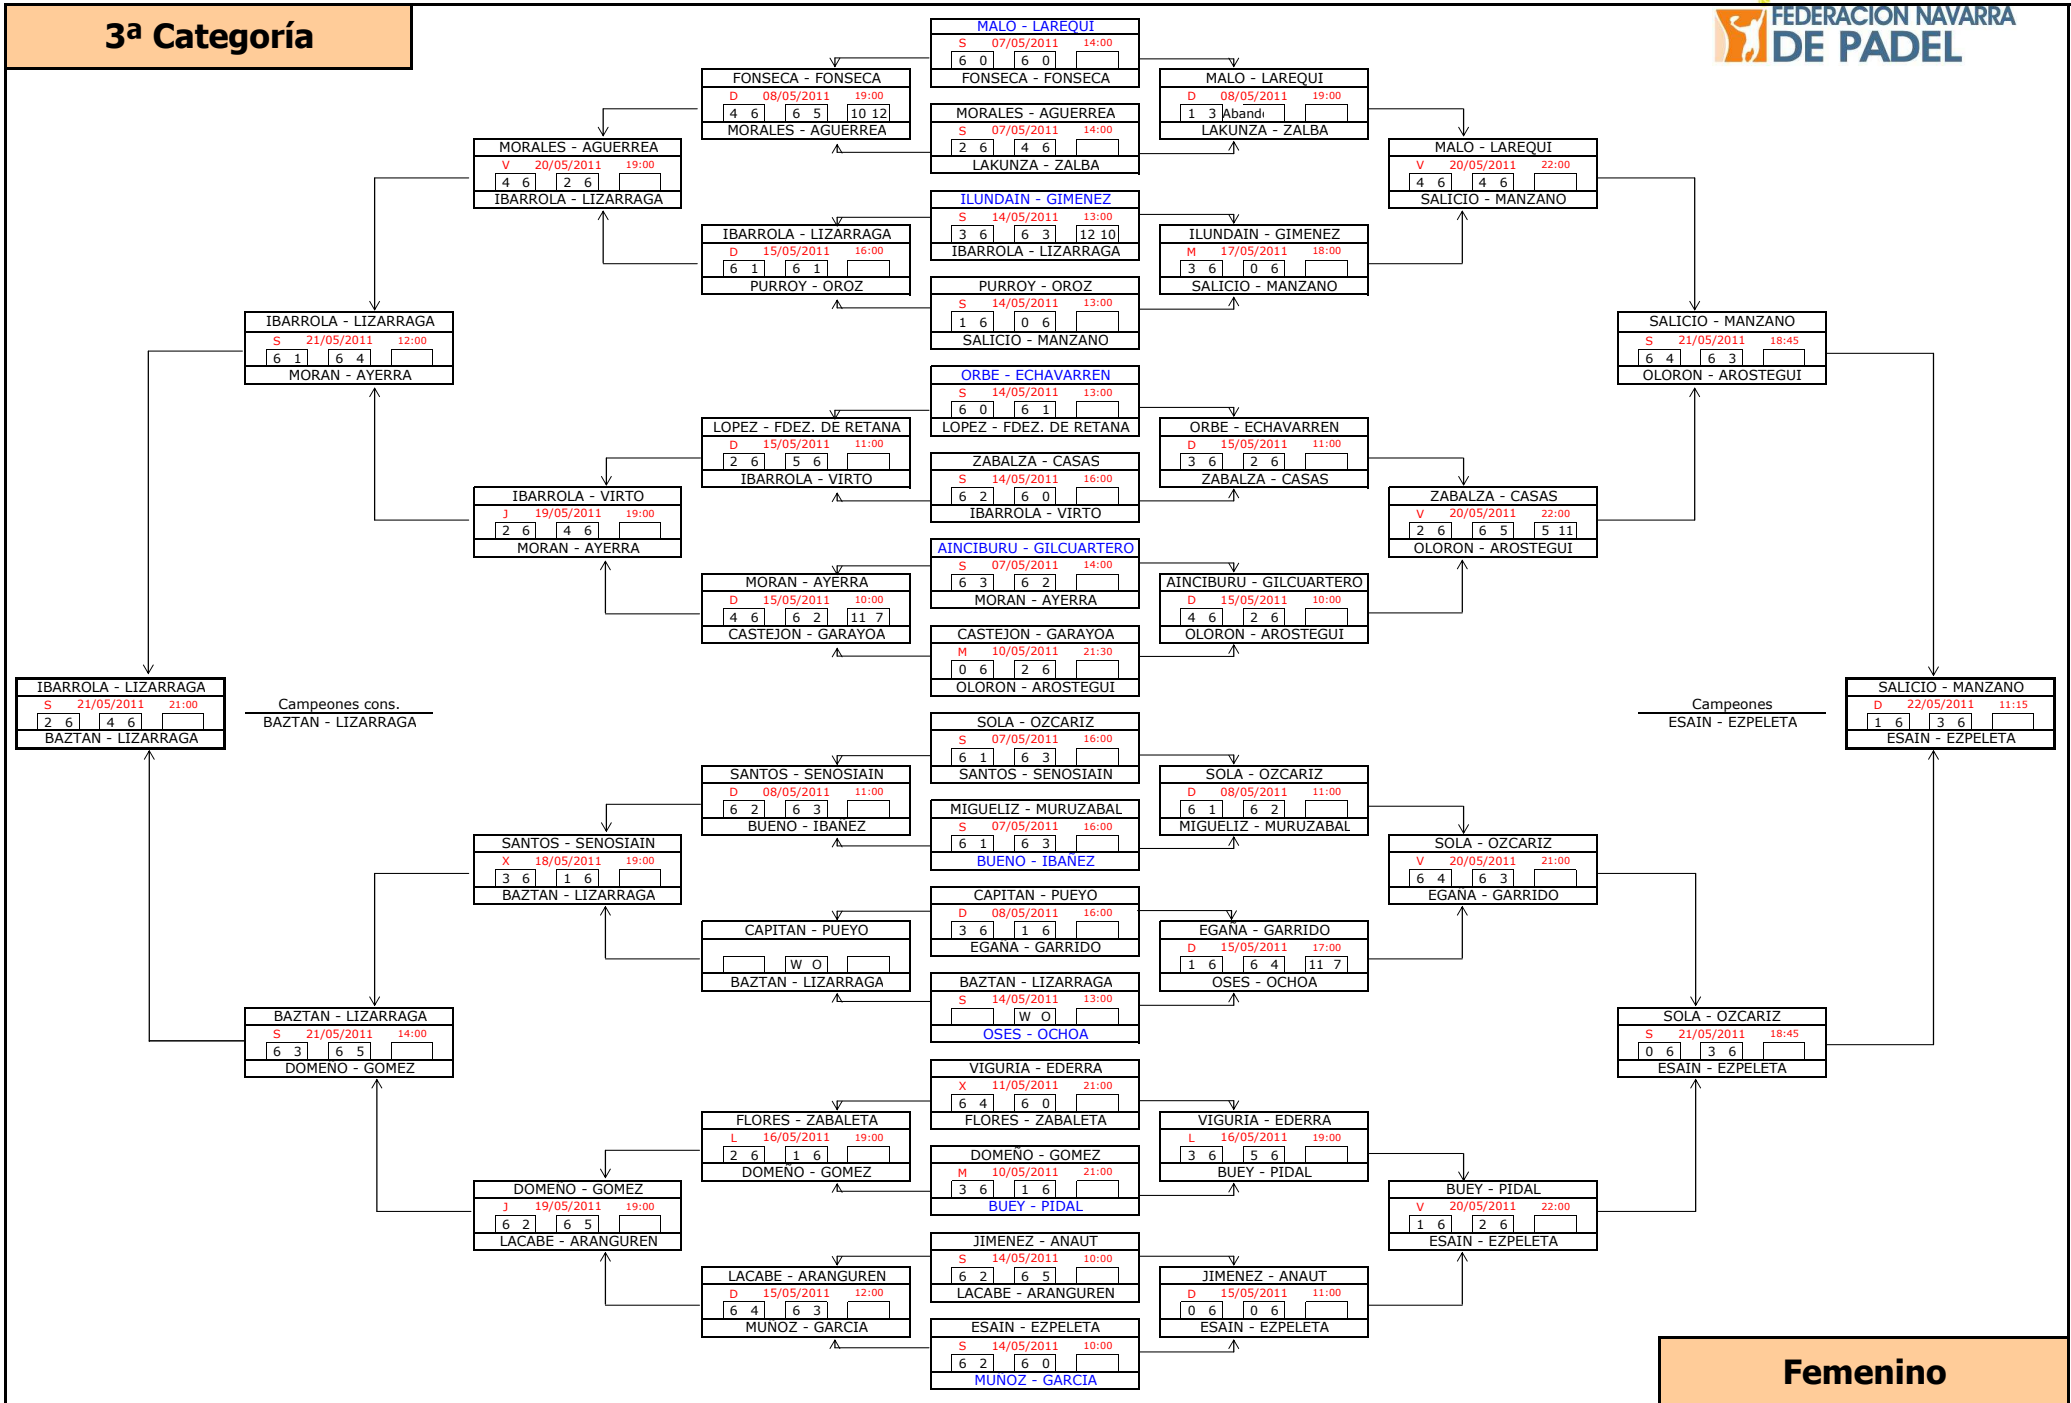 3ª Categoría
FEDERACION NAVARRA
DE PADEL
MALO - LAREQUI
S 07/05/2011 14:00
6 0 6 0
FONSECA - FONSECA
MORALES - AGUERREA
S 07/05/2011 14:00
2 6 4 6
LAKUNZA - ZALBA
ILUNDAIN - GIMENEZ
S 14/05/2011 13:00
3 6 6 3 12 10
IBARROLA - LIZARRAGA
PURROY - OROZ
S 14/05/2011 13:00
1 6 0 6
SALICIO - MANZANO
ORBE - ECHAVARREN
S 14/05/2011 13:00
6 0 6 1
LOPEZ - FDEZ. DE RETANA
ZABALZA - CASAS
S 14/05/2011 16:00
6 2 6 0
IBARROLA - VIRTO
AINCIBURU - GILCUARTERO
S 07/05/2011 14:00
6 3 6 2
MORAN - AYERRA
CASTEJON - GARAYOA
M 10/05/2011 21:30
0 6 2 6
OLORON - AROSTEGUI
SOLA - OZCARIZ
S 07/05/2011 16:00
6 1 6 3
SANTOS - SENOSIAIN
MIGUELIZ - MURUZABAL
S 07/05/2011 16:00
6 1 6 3
BUENO - IBAÑEZ
CAPITAN - PUEYO
D 08/05/2011 16:00
3 6 1 6
EGAÑA - GARRIDO
BAZTAN - LIZARRAGA
S 14/05/2011 13:00
W O
OSES - OCHOA
VIGURIA - EDERRA
X 11/05/2011 21:00
6 4 6 0
FLORES - ZABALETA
DOMEÑO - GOMEZ
M 10/05/2011 21:00
3 6 1 6
BUEY - PIDAL
JIMENEZ - ANAUT
S 14/05/2011 10:00
6 2 6 5
LACABE - ARANGUREN
ESAIN - EZPELETA
S 14/05/2011 10:00
6 2 6 0
MUÑOZ - GARCIA
FONSECA - FONSECA
D 08/05/2011 19:00
4 6 6 5 10 12
MORALES - AGUERREA
IBARROLA - LIZARRAGA
D 15/05/2011 16:00
6 1 6 1
PURROY - OROZ
LOPEZ - FDEZ. DE RETANA
D 15/05/2011 11:00
2 6 5 6
IBARROLA - VIRTO
MORAN - AYERRA
D 15/05/2011 10:00
4 6 6 2 11 7
CASTEJON - GARAYOA
SANTOS - SENOSIAIN
D 08/05/2011 11:00
6 2 6 3
BUENO - IBAÑEZ
CAPITAN - PUEYO
W O
BAZTAN - LIZARRAGA
FLORES - ZABALETA
L 16/05/2011 19:00
2 6 1 6
DOMEÑO - GOMEZ
LACABE - ARANGUREN
D 15/05/2011 12:00
6 4 6 3
MUÑOZ - GARCIA
MORALES - AGUERREA
V 20/05/2011 19:00
4 6 2 6
IBARROLA - LIZARRAGA
IBARROLA - VIRTO
J 19/05/2011 19:00
2 6 4 6
MORAN - AYERRA
SANTOS - SENOSIAIN
X 18/05/2011 19:00
3 6 1 6
BAZTAN - LIZARRAGA
DOMEÑO - GOMEZ
J 19/05/2011 19:00
6 2 6 5
LACABE - ARANGUREN
IBARROLA - LIZARRAGA
S 21/05/2011 12:00
6 1 6 4
MORAN - AYERRA
BAZTAN - LIZARRAGA
S 21/05/2011 14:00
6 3 6 5
DOMEÑO - GOMEZ
IBARROLA - LIZARRAGA
S 21/05/2011 21:00
2 6 4 6
BAZTAN - LIZARRAGA
Campeones cons.
BAZTAN - LIZARRAGA
MALO - LAREQUI
D 08/05/2011 19:00
1 3 Aband
LAKUNZA - ZALBA
ILUNDAIN - GIMENEZ
M 17/05/2011 18:00
3 6 0 6
SALICIO - MANZANO
ORBE - ECHAVARREN
D 15/05/2011 11:00
3 6 2 6
ZABALZA - CASAS
AINCIBURU - GILCUARTERO
D 15/05/2011 10:00
4 6 2 6
OLORON - AROSTEGUI
SOLA - OZCARIZ
D 08/05/2011 11:00
6 1 6 2
MIGUELIZ - MURUZABAL
EGAÑA - GARRIDO
D 15/05/2011 17:00
1 6 6 4 11 7
OSES - OCHOA
VIGURIA - EDERRA
L 16/05/2011 19:00
3 6 5 6
BUEY - PIDAL
JIMENEZ - ANAUT
D 15/05/2011 11:00
0 6 0 6
ESAIN - EZPELETA
MALO - LAREQUI
V 20/05/2011 22:00
4 6 4 6
SALICIO - MANZANO
ZABALZA - CASAS
V 20/05/2011 22:00
2 6 6 5 5 11
OLORON - AROSTEGUI
SOLA - OZCARIZ
V 20/05/2011 21:00
6 4 6 3
EGAÑA - GARRIDO
BUEY - PIDAL
V 20/05/2011 22:00
1 6 2 6
ESAIN - EZPELETA
SALICIO - MANZANO
S 21/05/2011 18:45
6 4 6 3
OLORON - AROSTEGUI
SOLA - OZCARIZ
S 21/05/2011 18:45
0 6 3 6
ESAIN - EZPELETA
Campeones
ESAIN - EZPELETA
SALICIO - MANZANO
D 22/05/2011 11:15
1 6 3 6
ESAIN - EZPELETA
Femenino